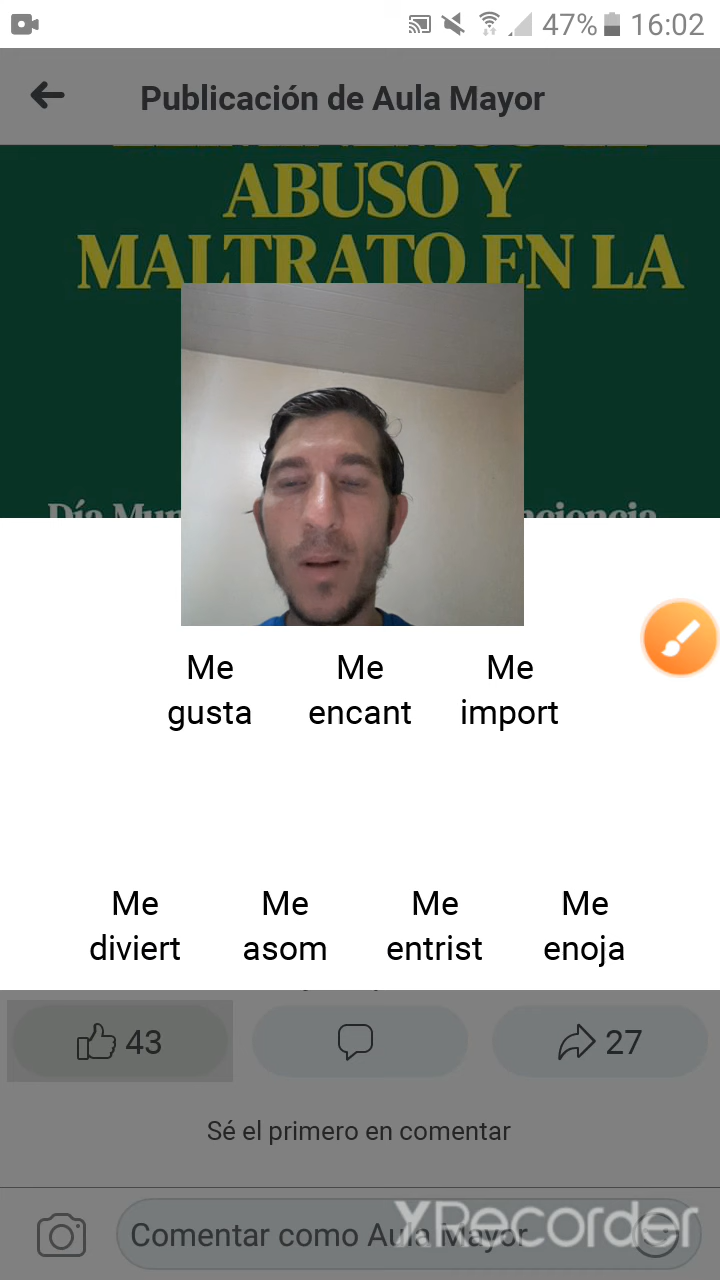 47% 16:02
Publicación de Aula Mayor
ABUSO Y
MALTRATO EN LA
Me Me Me
gusta encant import
Me Me Me Me
diviert asom entrist enoja
43 27
Sé el primero en comentar
Comentar como Aula Mayor
XRecorder